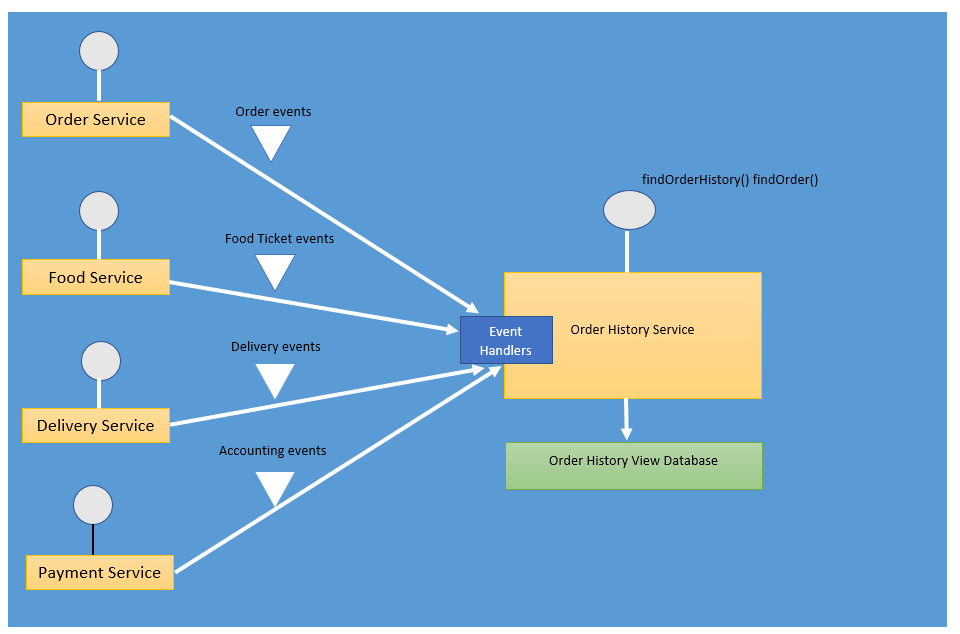 Order Service
Order events
findOrderHistory() findOrder()
Food Service
Food Ticket events
Event
Handlers
Order History Service
Delivery events
Delivery Service
Accounting events
Order History View Database
Payment Service